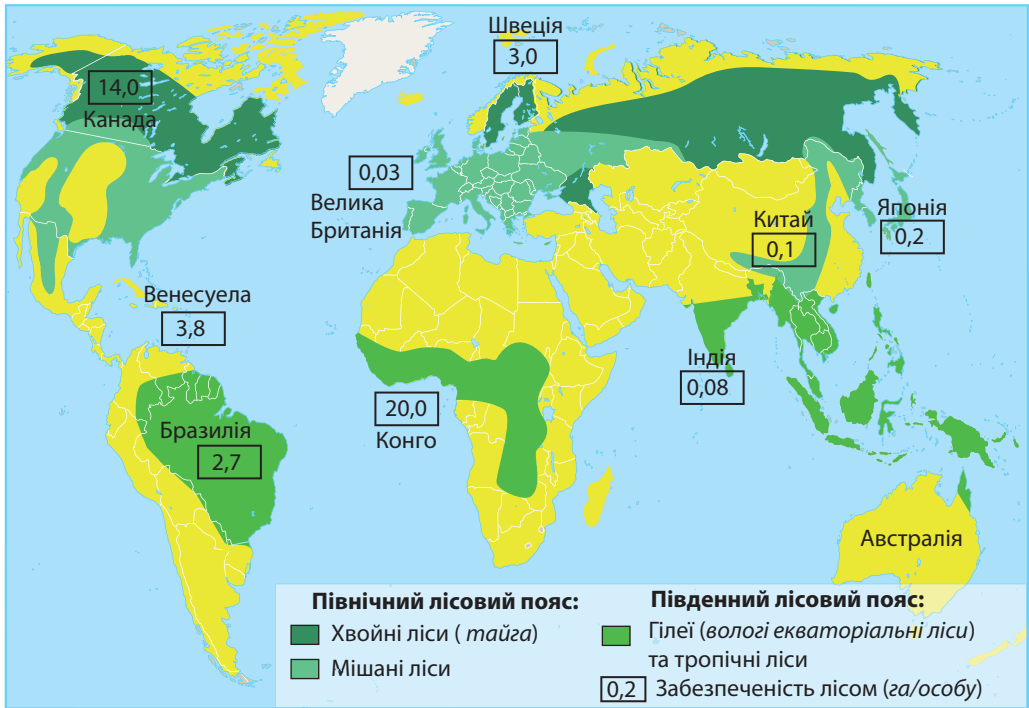 Швеція
3,0
14,0
Канада
0,03
Велика
Британія
Китай
0,1
Японія
0,2
Венесуела
3,8
Індія
0,08
20,0
Конго
Бразилія
2,7
Австралія
Північний лісовий пояс:
Хвойні ліси ( тайга)
Мішані ліси
Південний лісовий пояс:
Гілеї (вологі екваторіальні ліси)
та тропічні ліси
0,2 Забезпеченість лісом (га/особу)